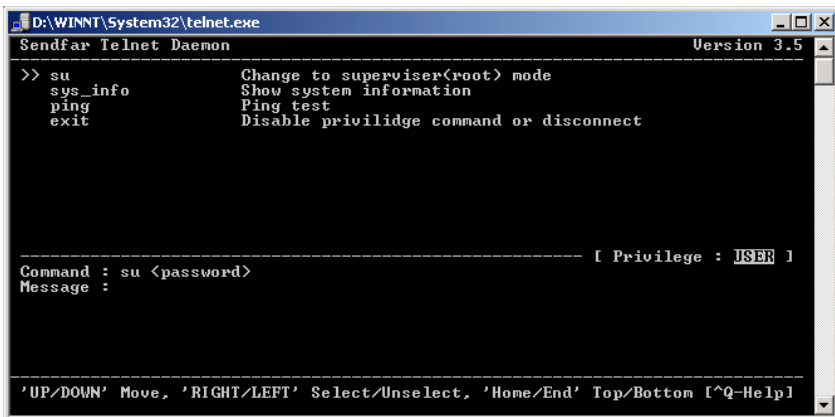 D:\WINNT\System32\telnet.exe
Sendfar Telnet Daemon Version 3.5
>> su Change to superviser(root) mode
sys_info Show system information
ping Ping test
exit Disable privilidge command or disconnect
[ Privilege : USER ]
Command : su <password>
Message :
'UP/DOWN' Move, 'RIGHT/LEFT' Select/Unselect, 'Home/End' Top/Bottom [^Q-Help]